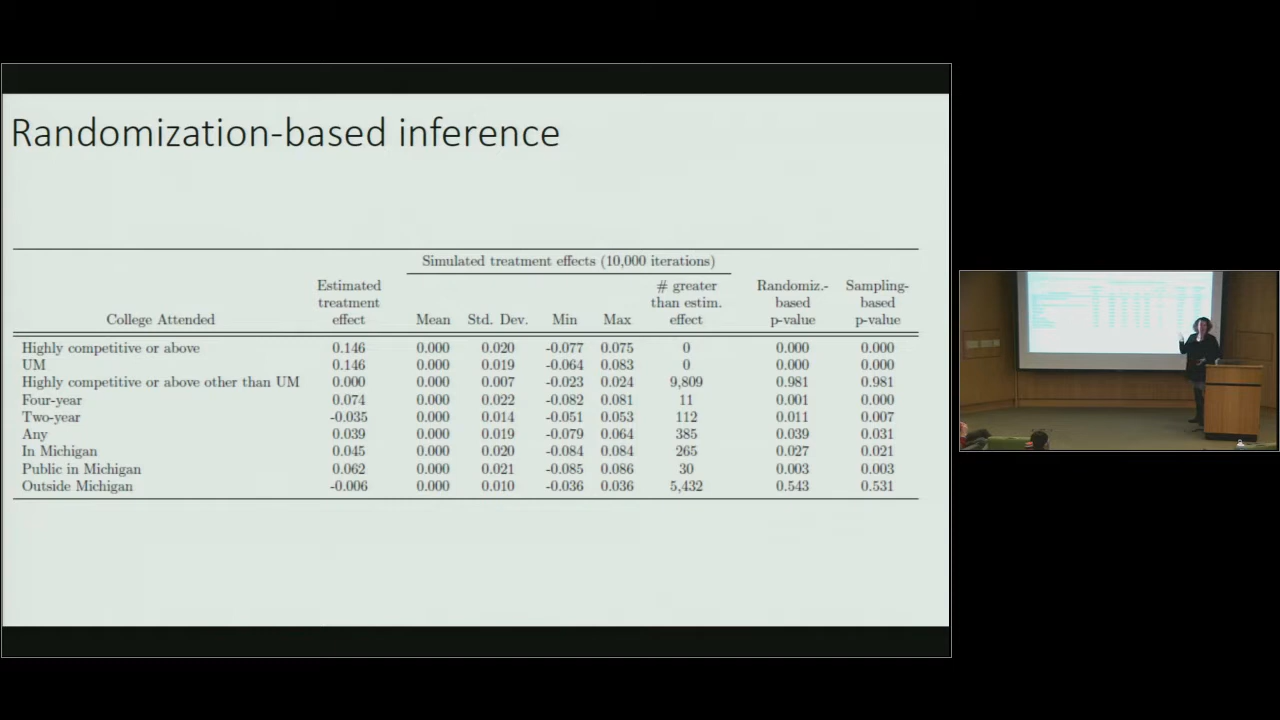 Randomization-based inference
Simulated treatment effects (10,000 iterations)
Estimated # greater Randomiz.- Sampling-
treatment than estim. based based
College Attended effect Mean Std. Dev. Min Max effect p-value p-value
Highly competitive or above 0.146 0.000 0.020 -0.077 0.075 0 0.000 0.000
UM 0.146 0.000 0.019 -0.064 0.083 0 0.000 0.000
Highly competitive or above other than UM 0.000 0.000 0.007 -0.023 0.024 9,809 0.981 0.981
Four-year 0.074 0.000 0.022 -0.082 0.081 11 0.001 0.000
Two-year -0.035 0.000 0.014 -0.051 0.053 112 0.011 0.007
Any 0.039 0.000 0.019 -0.079 0.064 385 0.039 0.031
In Michigan 0.045 0.000 0.020 -0.084 0.084 265 0.027 0.021
Public in Michigan 0.062 0.000 0.021 -0.085 0.086 30 0.003 0.003
Outside Michigan -0.006 0.000 0.010 -0.036 0.036 5,432 0.543 0.531